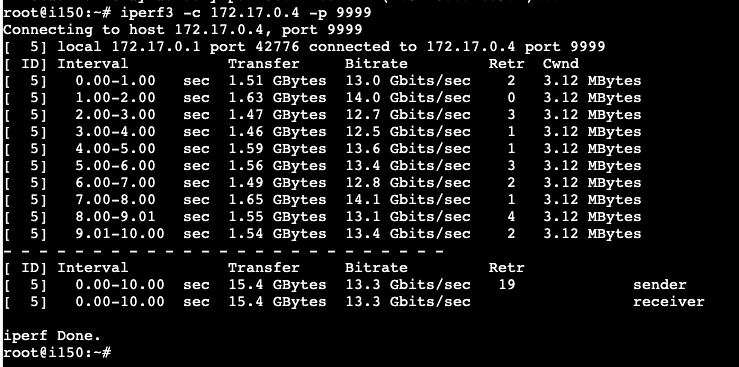 root@i150:~# iperf3 -c 172.17.0.4 -p 9999
Connecting to host 172.17.0.4, port 9999
[  5] local 172.17.0.1 port 42776 connected to 172.17.0.4 port 9999
[ ID] Interval           Transfer     Bitrate         Retr  Cwnd
[  5]   0.00-1.00   sec  1.51 GBytes  13.0 Gbits/sec    2   3.12 MBytes
[  5]   1.00-2.00   sec  1.63 GBytes  14.0 Gbits/sec    0   3.12 MBytes
[  5]   2.00-3.00   sec  1.47 GBytes  12.7 Gbits/sec    3   3.12 MBytes
[  5]   3.00-4.00   sec  1.46 GBytes  12.5 Gbits/sec    1   3.12 MBytes
[  5]   4.00-5.00   sec  1.59 GBytes  13.6 Gbits/sec    1   3.12 MBytes
[  5]   5.00-6.00   sec  1.56 GBytes  13.4 Gbits/sec    3   3.12 MBytes
[  5]   6.00-7.00   sec  1.49 GBytes  12.8 Gbits/sec    2   3.12 MBytes
[  5]   7.00-8.00   sec  1.65 GBytes  14.1 Gbits/sec    1   3.12 MBytes
[  5]   8.00-9.01   sec  1.55 GBytes  13.1 Gbits/sec    4   3.12 MBytes
[  5]   9.01-10.00  sec  1.54 GBytes  13.4 Gbits/sec    2   3.12 MBytes
- - - - - - - - - - - - - - - - - - - - - - - - -
[ ID] Interval           Transfer     Bitrate         Retr
[  5]   0.00-10.00  sec  15.4 GBytes  13.3 Gbits/sec   19             sender
[  5]   0.00-10.00  sec  15.4 GBytes  13.3 Gbits/sec                  receiver
iperf Done.
root@i150:~#